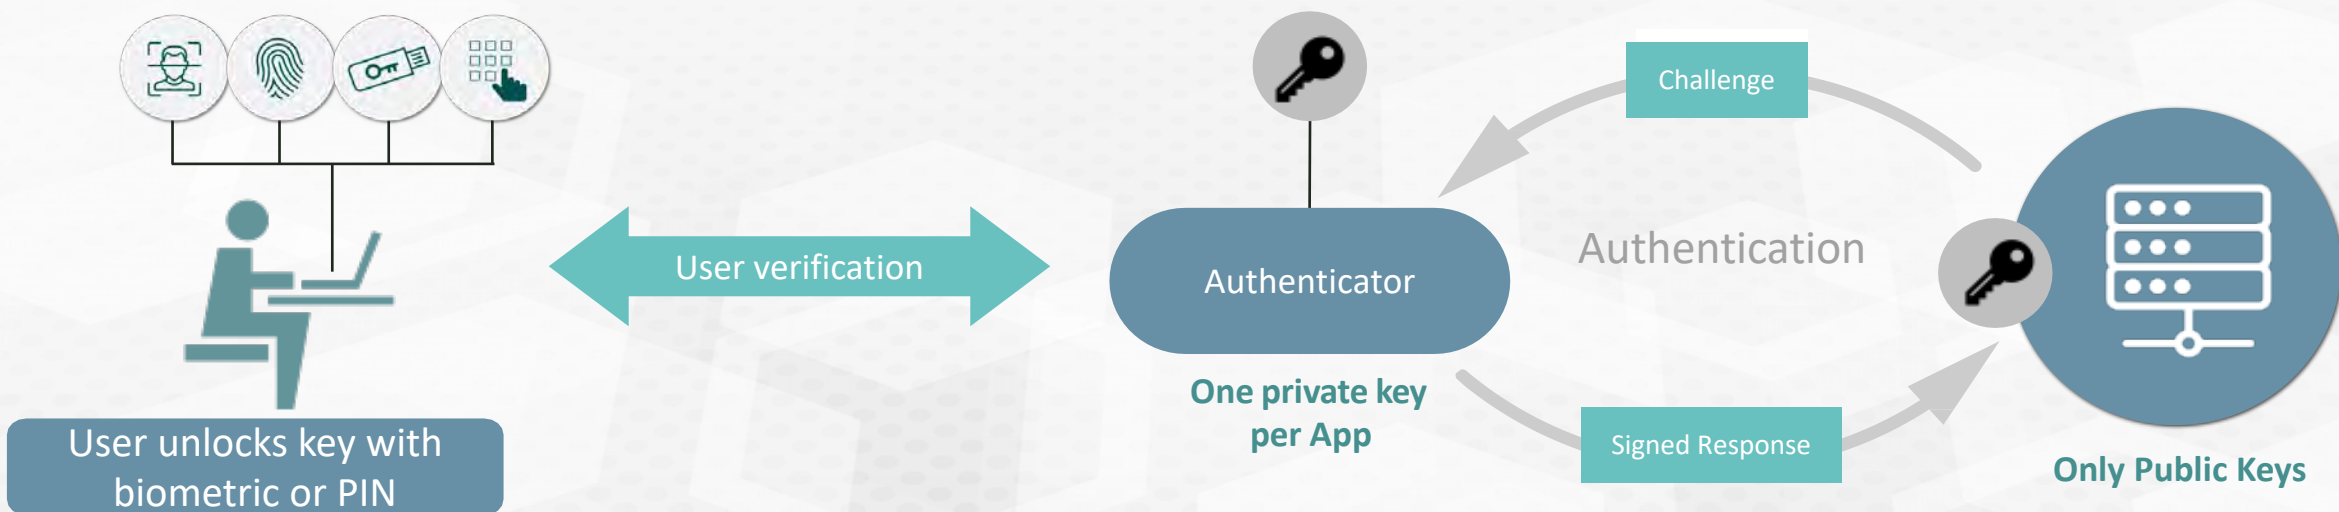 User unlocks key with
biometric or PIN
User verification
Authenticator
One private key
per App
Challenge
Authentication
Signed Response
Only Public Keys